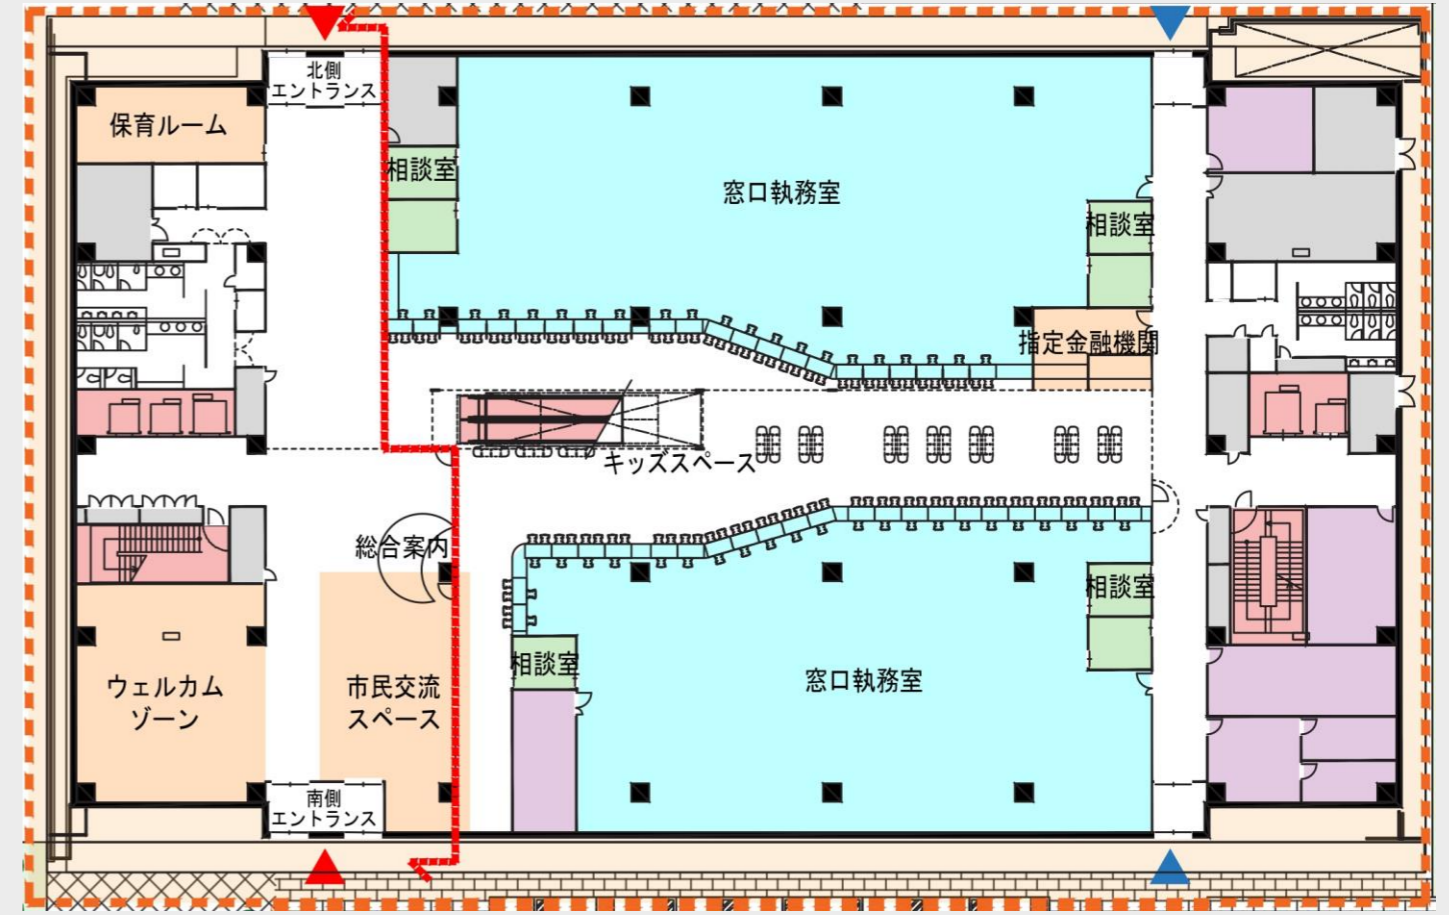 北側
エントランス
保育ルーム
相談室
窓口執務室
相談室
指定金融機関
キッズスペース
総合案内
相談室
相談室
ウェルカム
ゾーン
市民交流
スペース
窓口執務室
南側
エントランス